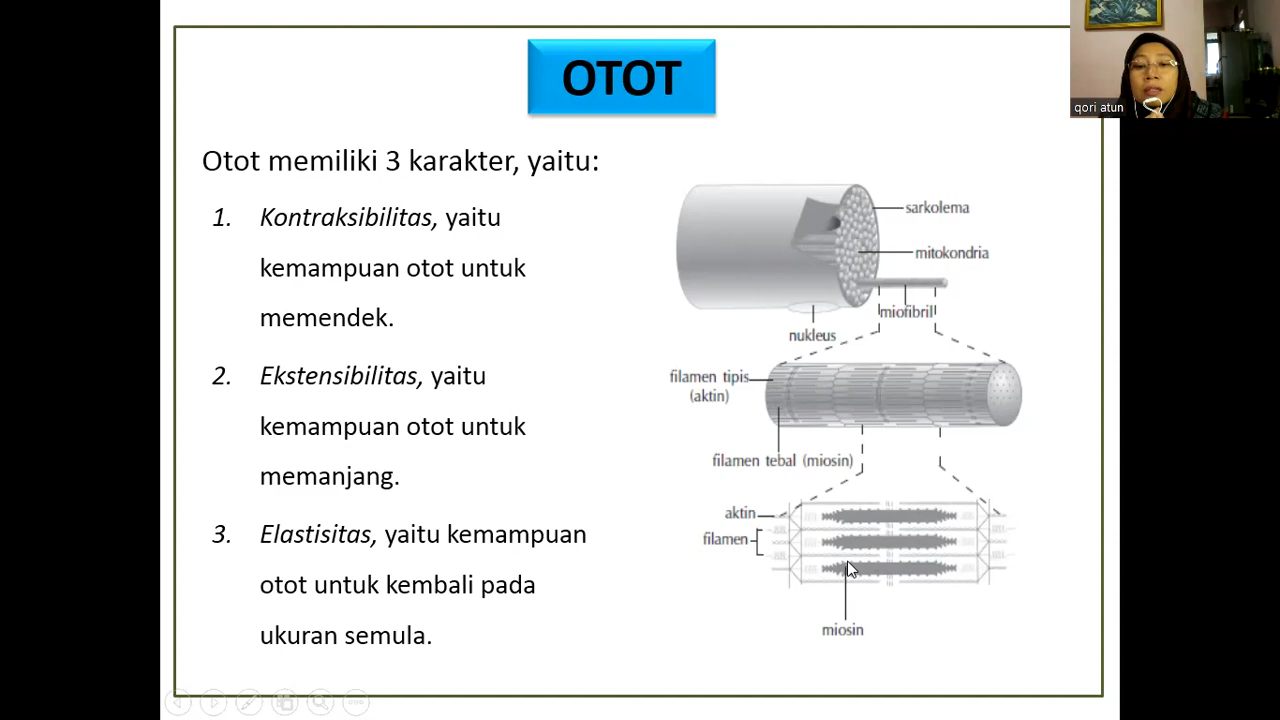 OTOT
qori atun
Otot memiliki 3 karakter, yaitu:
1. Kontraksibilitas, yaitu
kemampuan otot untuk
memendek.
2. Ekstensibilitas, yaitu
kemampuan otot untuk
memanjang.
3. Elastisitas, yaitu kemampuan
otot untuk kembali pada
ukuran semula.
sarkolema
mitokondria
miofibril
nukleus
filamen tipis
(aktin)
filamen tebal (miosin)
aktin
filamen
miosin